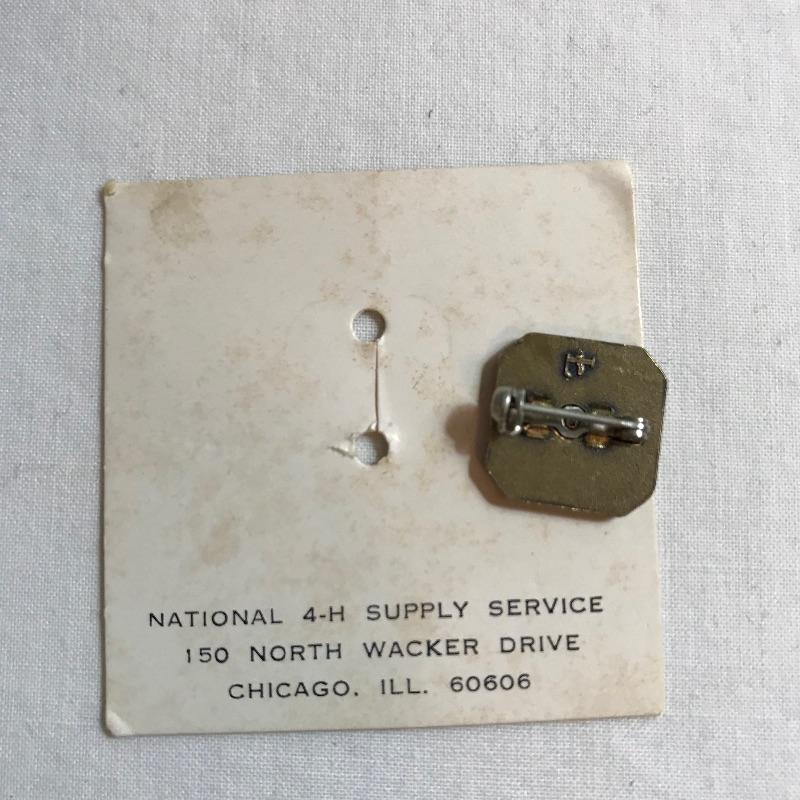 NATIONAL 4-H SUPPLY SERVICE
150 NORTH WACKER DRIVE
CHICAGO. ILL. 60606